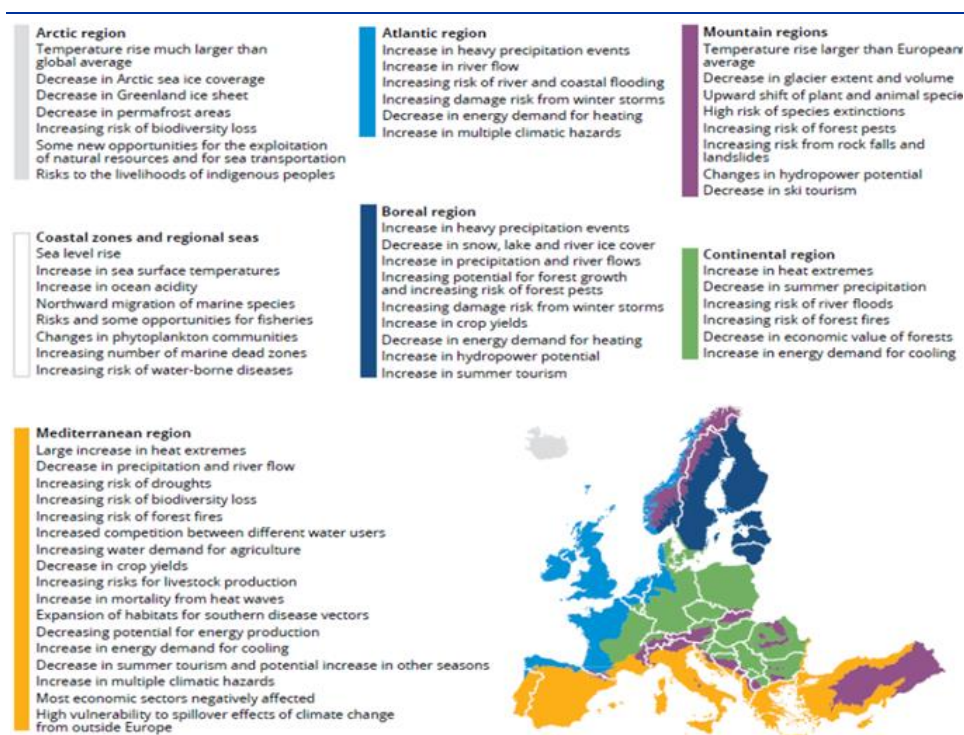 Arctic region
Temperature rise much larger than
global average
Decrease in Arctic sea ice coverage
Decrease in Greenland ice sheet
Decrease in permafrost areas
Increasing risk of biodiversity loss
Some new opportunities for the exploitation
of natural resources and for sea transportation
Risks to the livelihoods of indigenous peoples
Atlantic region
Increase in heavy precipitation events
Increase in river flow
Increasing risk of river and coastal flooding
Increasing damage risk from winter storms
Decrease in energy demand for heating
Increase in multiple climatic hazards
Mountain regions
Temperature rise larger than European
average
Decrease in glacier extent and volume
Upward shift of plant and animal specie
High risk of species extinctions
Increasing risk of forest pests
Increasing risk from rock falls and
landslides
Changes in hydropower potential
Decrease in ski tourism
Coastal zones and regional seas
Sea level rise
Increase in sea surface temperatures
Increase in ocean acidity
Northward migration of marine species
Risks and some opportunities for fisheries
Changes in phytoplankton communities
Increasing number of marine dead zones
Increasing risk of water-borne diseases
Boreal region
Increase in heavy precipitation events
Decrease in snow, lake and river ice cover
Increase in precipitation and river flows
Increasing potential for forest growth
and increasing risk of forest pests
Increasing damage risk from winter storms
Increase in crop yields
Decrease in energy demand for heating
Increase in hydropower potential
Increase in summer tourism
Continental region
Increase in heat extremes
Decrease in summer precipitation
Increasing risk of river floods
Increasing risk of forest fires
Decrease in economic value of forests
Increase in energy demand for cooling
Mediterranean region
Large increase in heat extremes
Decrease in precipitation and river flow
Increasing risk of droughts
Increasing risk of biodiversity loss
Increasing risk of forest fires
Increased competition between different water users
Increasing water demand for agriculture
Decrease in crop yields
Increasing risks for livestock production
Increase in mortality from heat waves
Expansion of habitats for southern disease vectors
Decreasing potential for energy production
Increase in energy demand for cooling
Decrease in summer tourism and potential increase in other seasons
Increase in multiple climatic hazards
Most economic sectors negatively affected
High vulnerability to spillover effects of climate change
from outside Europe